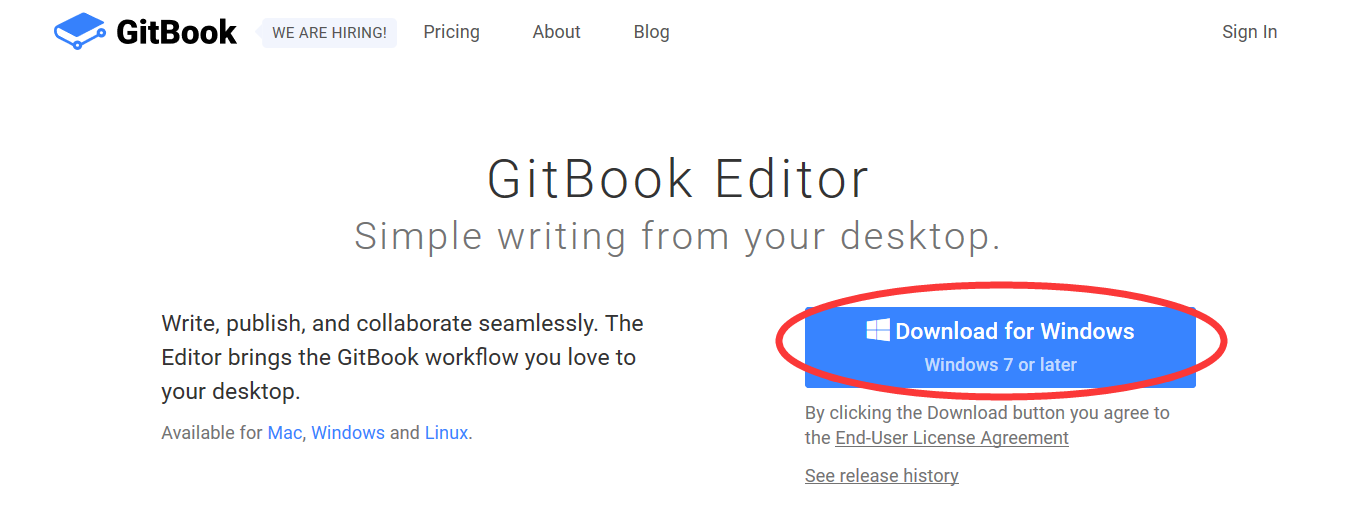 GitBook WE ARE HIRING! Pricing About Blog Sign In
GitBook Editor
Simple writing from your desktop.
Write, publish, and collaborate seamlessly. The
Editor brings the GitBook workflow you love to
your desktop.
Available for Mac, Windows and Linux.
Download for Windows
Windows 7 or later
By clicking the Download button you agree to
the End-User License Agreement
See release history